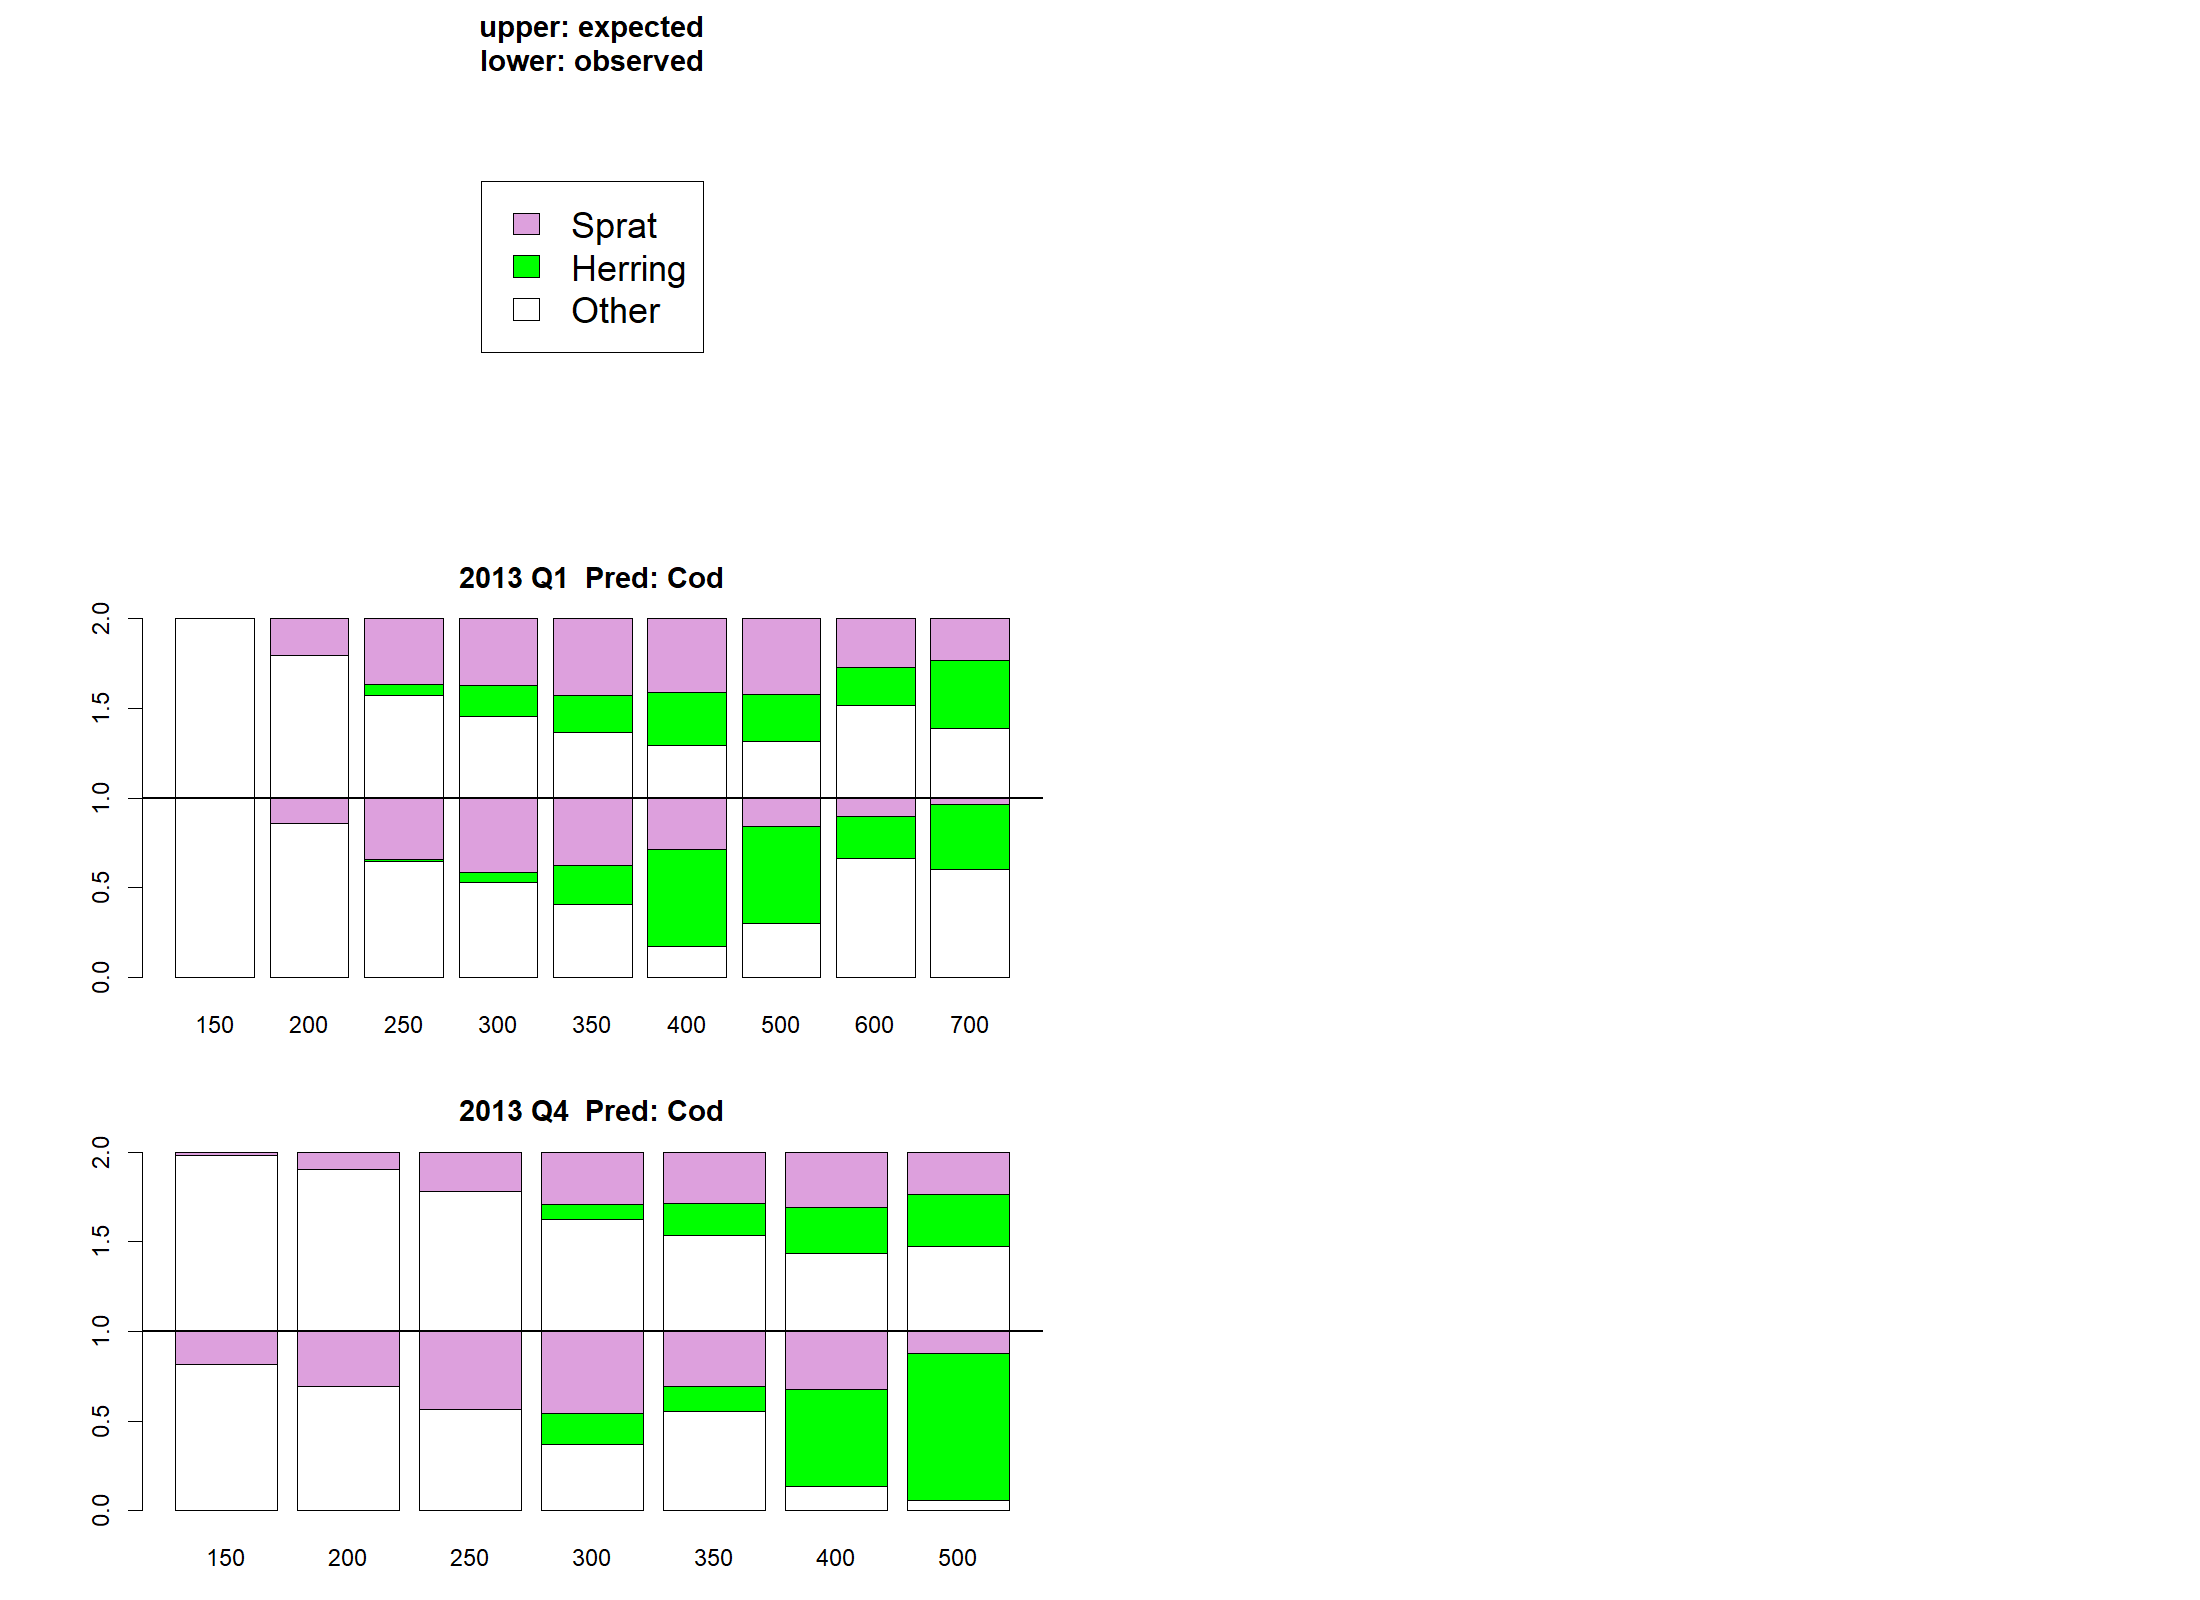 upper: expected
lower: observed
Sprat
Herring
Other
2013 Q1  Pred: Cod
2.0
1.5
1.0
0.5
0.0
150 200 250 300 350 400 500 600 700
2013 Q4  Pred: Cod
2.0
1.5
1.0
0.5
0.0
150 200 250 300 350 400 500